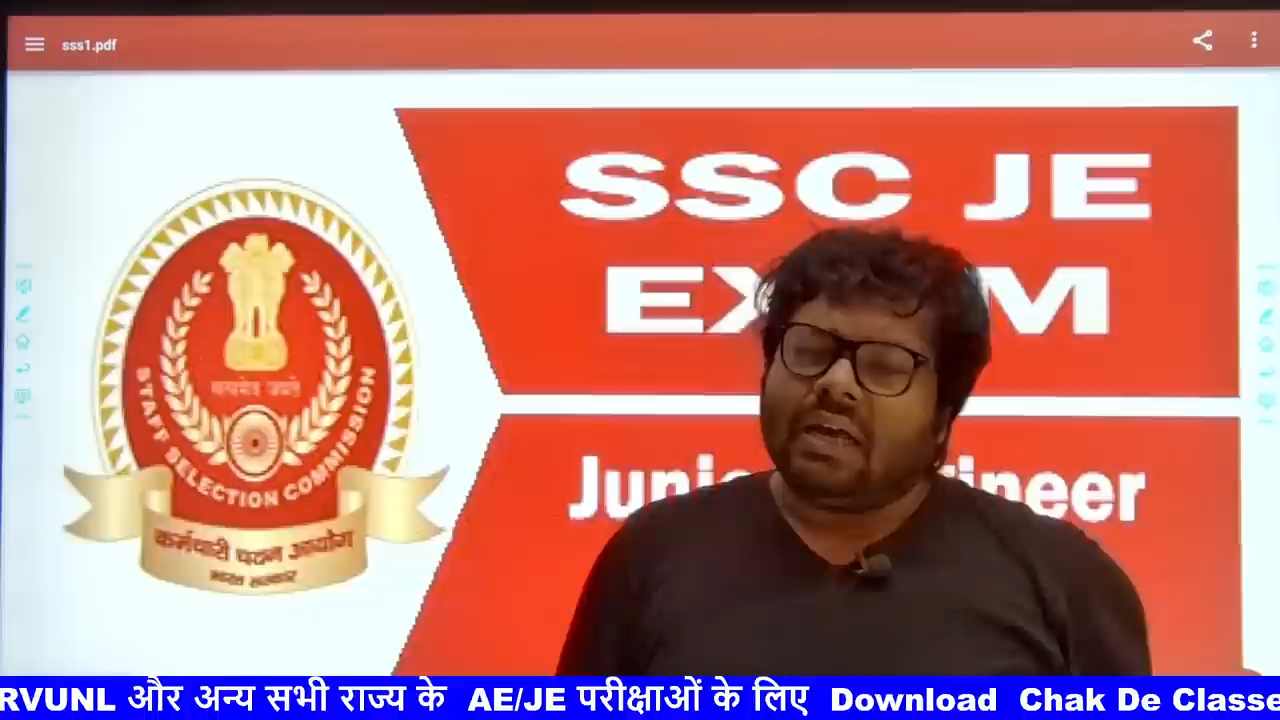 sss1.pdf
SSC JE
EX M
Juni ineer
सत्यमेव जयते
STAFF SELECTION COMMISSION
कर्मचारी चयन आयोग
भारत सरकार
RVUNL और अन्य सभी राज्य के AE/JE परीक्षाओं के लिए Download Chak De Classe